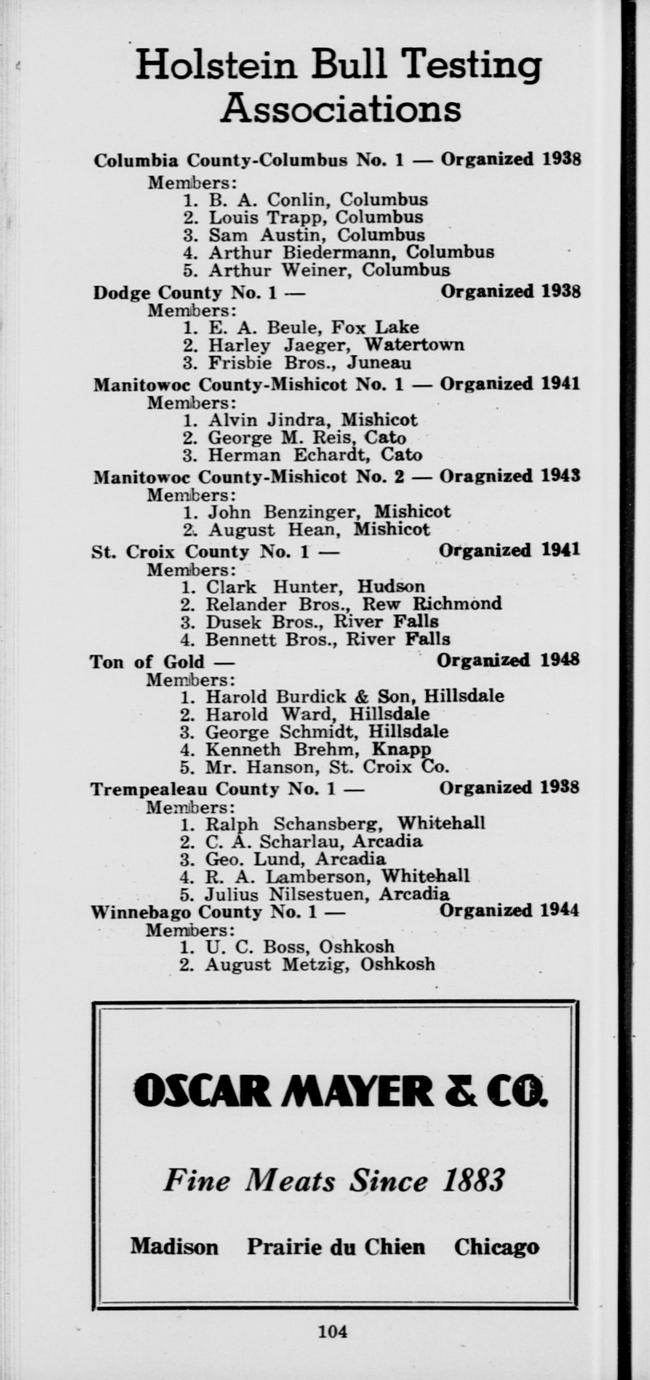 Holstein Bull Testing
Associations
Columbia County-Columbus No. 1 — Organized 1938
Members:
1. B. A. Conlin, Columbus
2. Louis Trapp, Columbus
3. Sam Austin, Columbus
4. Arthur Biedermann, Columbus
5. Arthur Weiner, Columbus
Dodge County No. 1 — Organized 1938
Members:
1. E. A. Beule, Fox Lake
2. Harley Jaeger, Watertown
3. Frisbie Bros., Juneau
Manitowoc County-Mishicot No. 1 — Organized 1941
Members:
1. Alvin Jindra, Mishicot
2. George M. Reis, Cato
3. Herman Echardt, Cato
Manitowoc County-Mishicot No. 2 — Oragnized 1943
Members:
1. John Benzinger, Mishicot
2. August Hean, Mishicot
St. Croix County No. 1 — Organized 1941
Members:
1. Clark Hunter, Hudson
2. Relander Bros., Rew Richmond
3. Dusek Bros., River Falls
4. Bennett Bros., River Falls
Ton of Gold — Organized 1948
Members:
1. Harold Burdick & Son, Hillsdale
2. Harold Ward, Hillsdale
3. George Schmidt, Hillsdale
4. Kenneth Brehm, Knapp
5. Mr. Hanson, St. Croix Co.
Trempealeau County No. 1 — Organized 1938
Members:
1. Ralph Schansberg, Whitehall
2. C. A. Scharlau, Arcadia
3. Geo. Lund, Arcadia
4. R. A. Lamberson, Whitehall
5. Julius Nilsestuen, Arcadia
Winnebago County No. 1 — Organized 1944
Members:
1. U. C. Boss, Oshkosh
2. August Metzig, Oshkosh
OSCAR MAYER & CO.
Fine Meats Since 1883
Madison Prairie du Chien Chicago
104